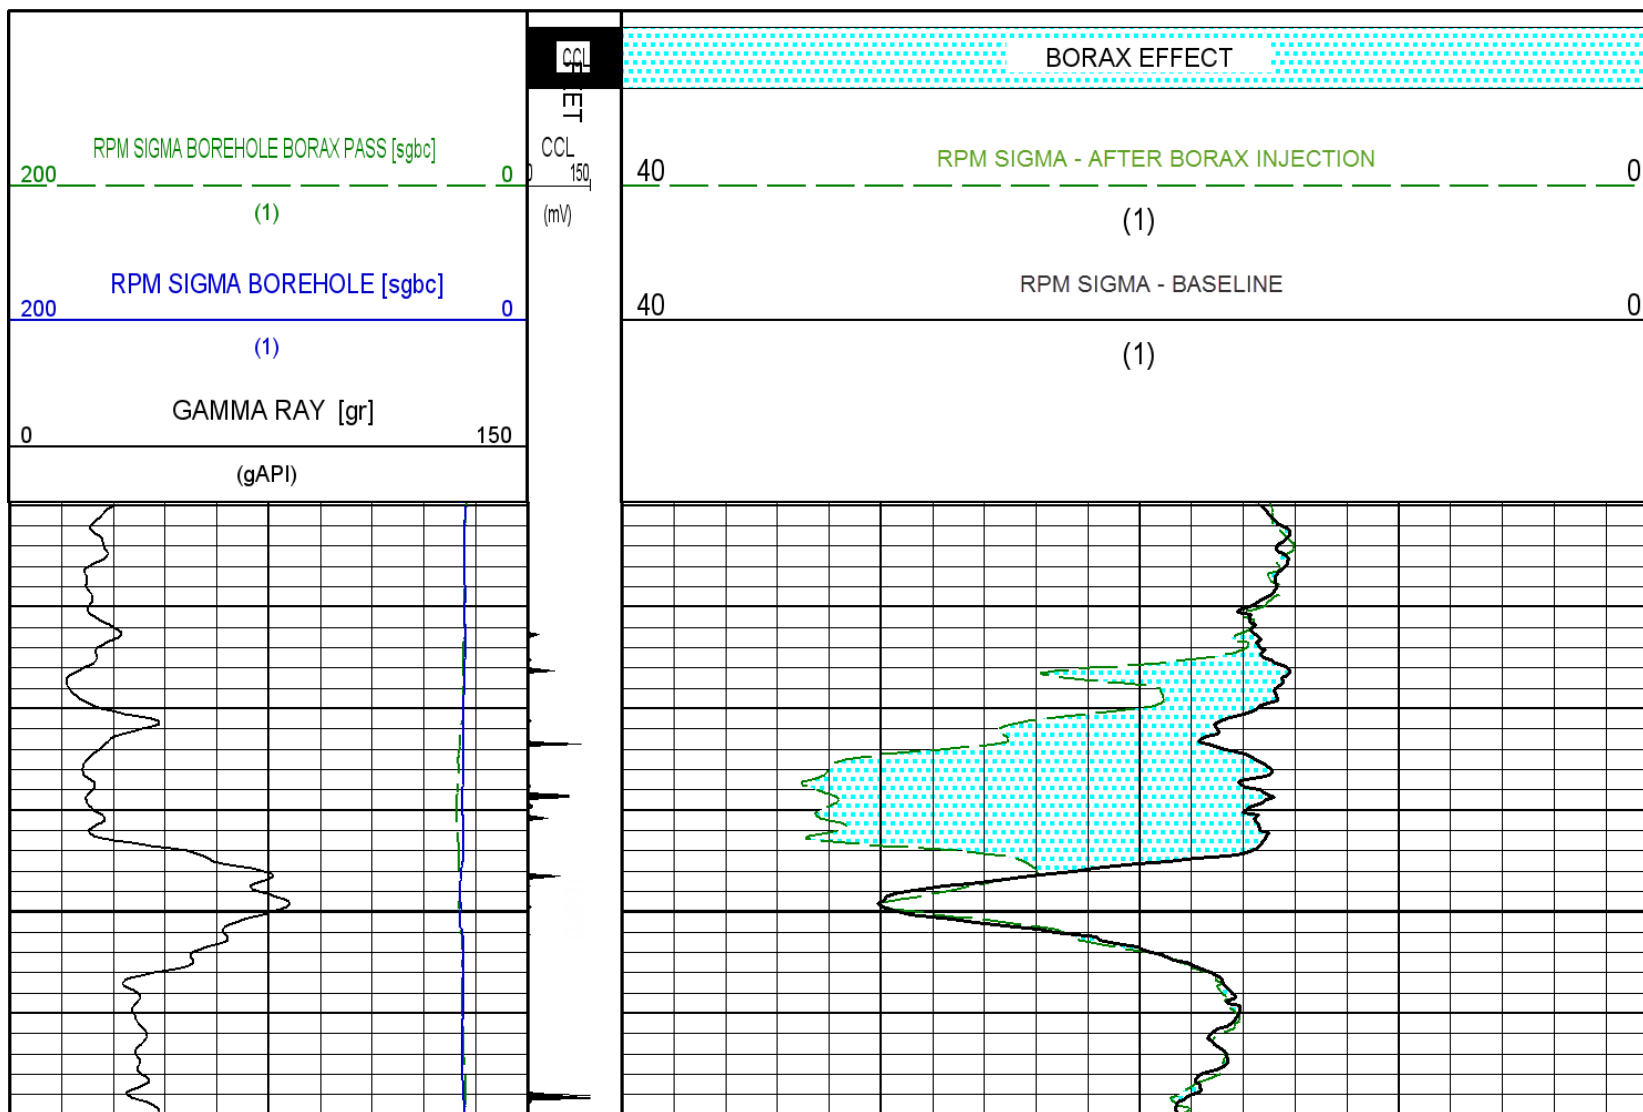 BORAX EFFECT
CCL
ET
RPM SIGMA BOREHOLE BORAX PASS [sgbc]
200 0
(1)
RPM SIGMA BOREHOLE [sgbc]
200 0
(1)
GAMMA RAY [gr]
0 150
(gAPI)
CCL
0 150
(mV)
RPM SIGMA - AFTER BORAX INJECTION
40 0
(1)
RPM SIGMA - BASELINE
40 0
(1)